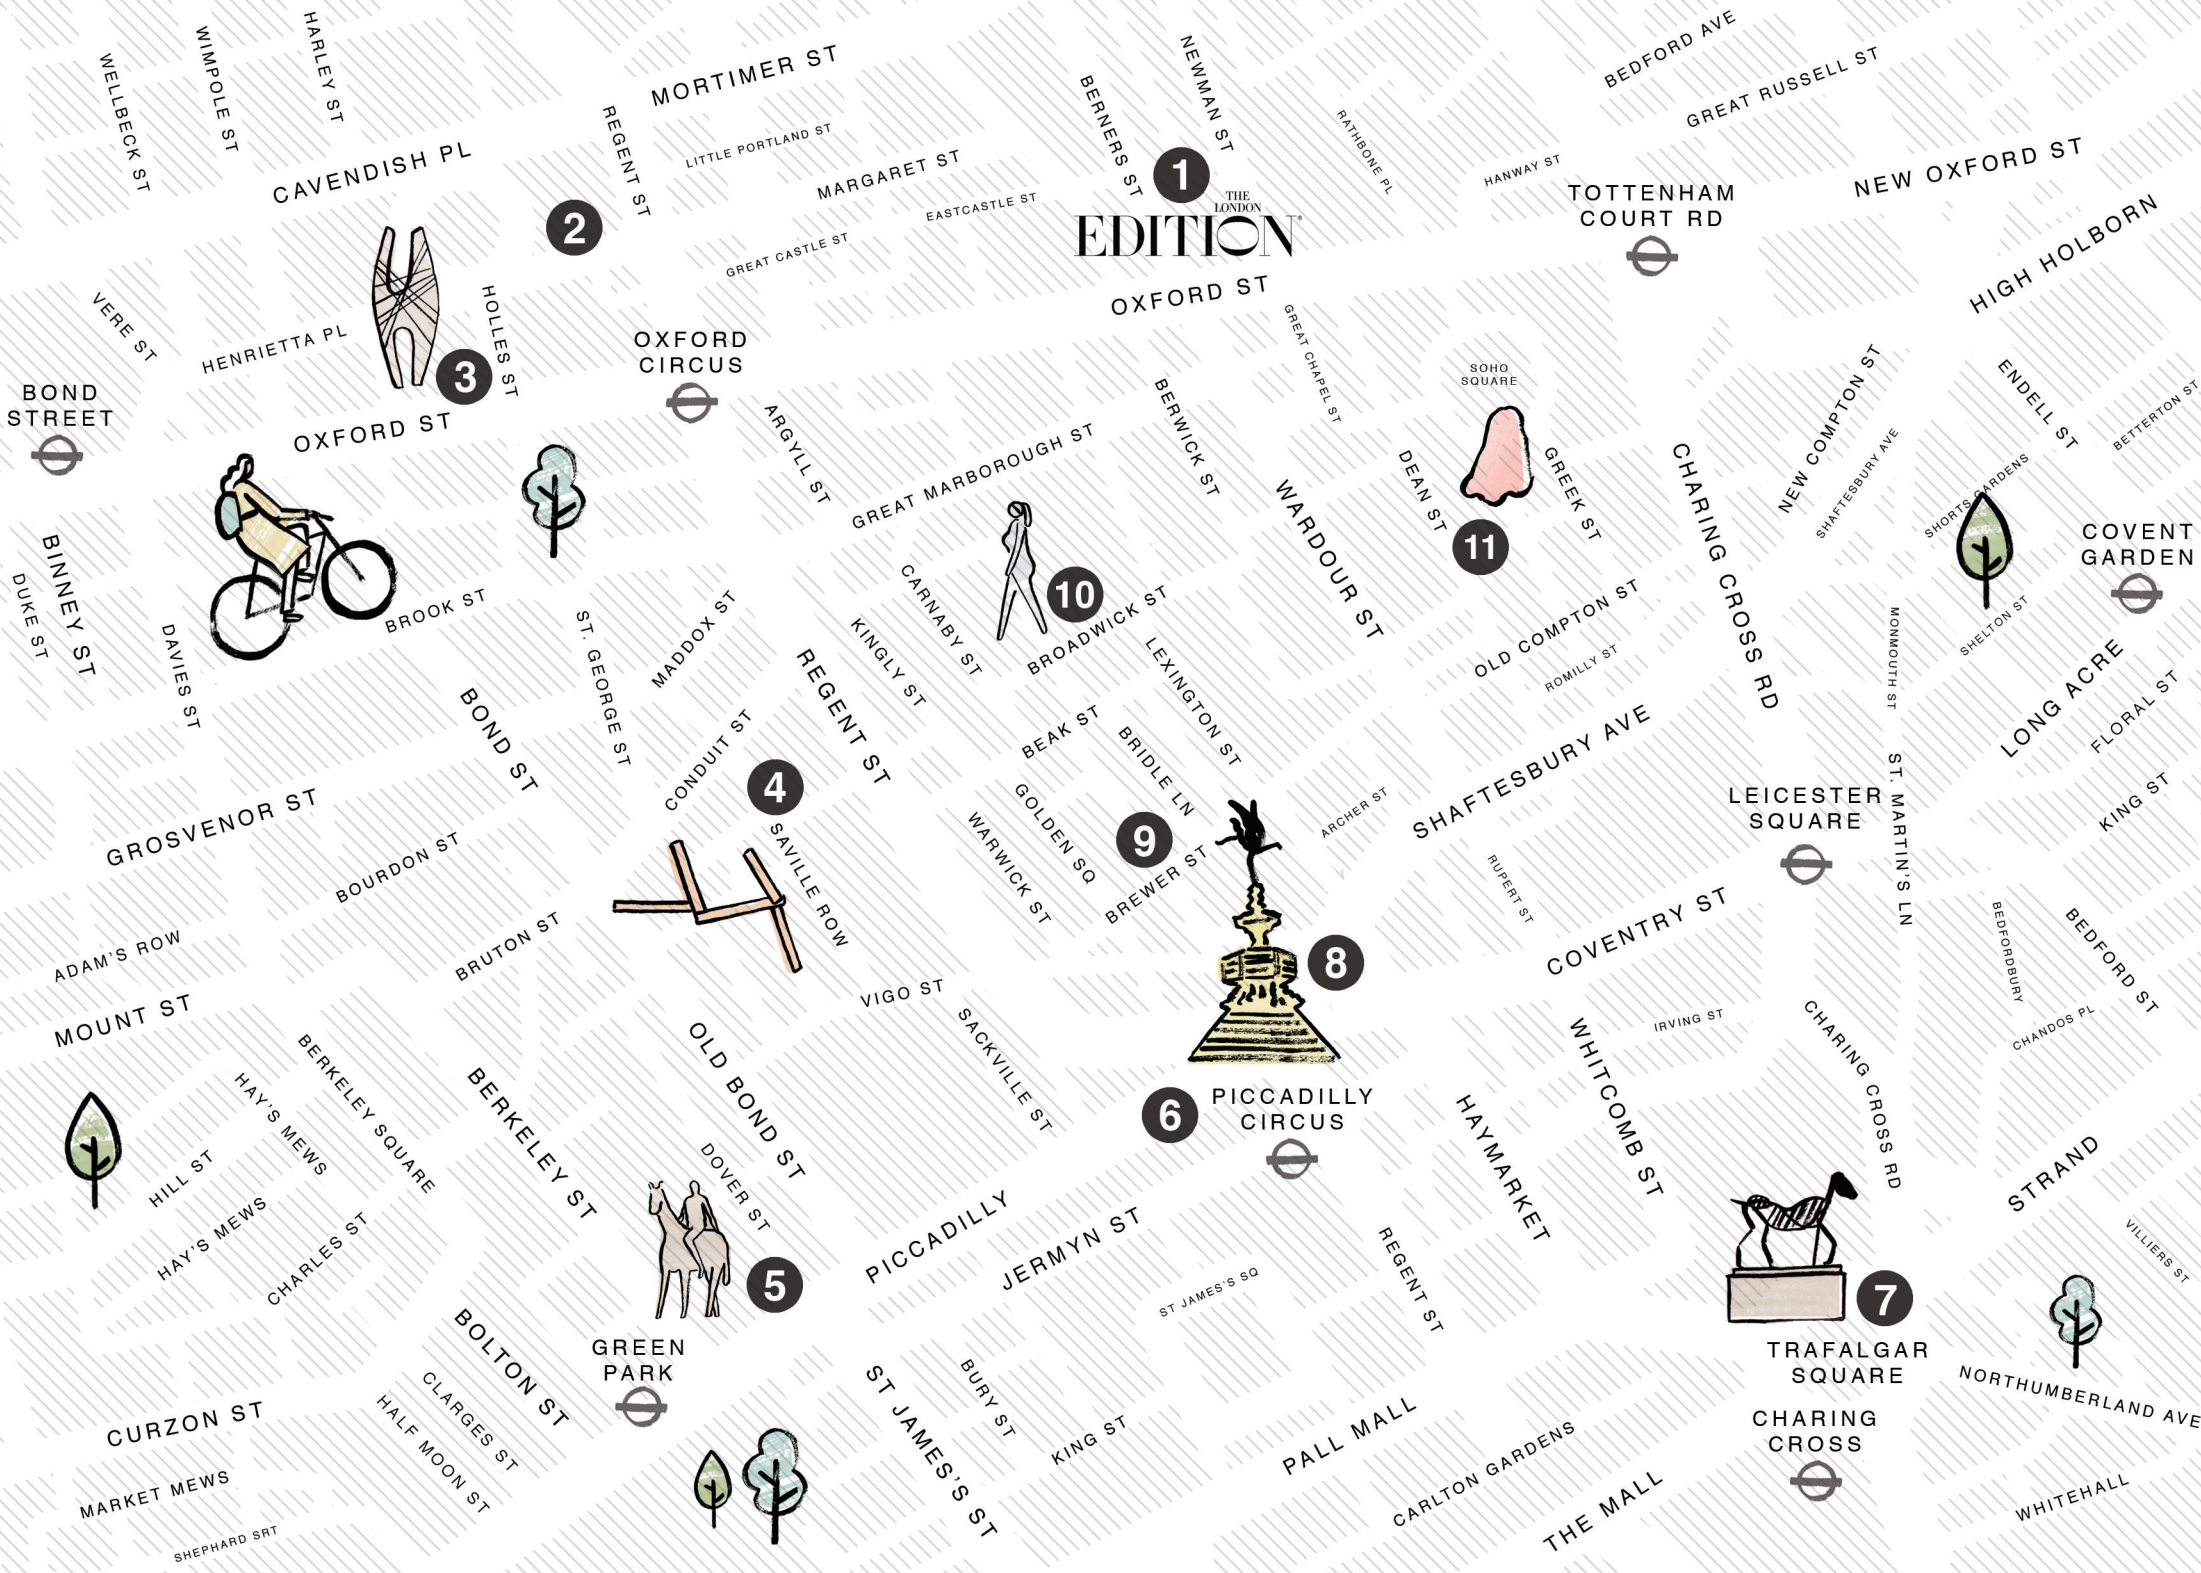 WELLBECK ST
WIMPOLE ST
HARLEY ST
MORTIMER ST
REGENT ST
LITTLE PORTLAND ST
MARGARET ST
EASTCASTLE ST
GREAT CASTLE ST
BERNERS ST
NEWMAN ST
RATHBONE PL
HANWAY ST
BEDFORD AVE
GREAT RUSSELL ST
NEW OXFORD ST
HIGH HOLBORN
CAVENDISH PL
1
THE
LONDON
EDITION
2
TOTTENHAM
COURT RD
VERE ST
HENRIETTA PL
HOLLES ST
3
OXFORD ST
OXFORD
CIRCUS
OXFORD ST
GREAT CHAPEL ST
SOHO
SQUARE
BOND
STREET
ARGYLL ST
GREAT MARBOROUGH ST
BERWICK ST
WARDOUR ST
DEAN ST
GREEK ST
11
CHARING CROSS RD
NEW COMPTON ST
SHAFTESBURY AVE
ENDELL ST
BETTERTON ST
SHORTS GARDENS
COVENT
GARDEN
DUKE ST
BINNEY ST
DAVIES ST
BROOK ST
ST. GEORGE ST
MADDOX ST
REGENT ST
KINGLY ST
CARNABY ST
10
BROADWICK ST
LEXINGTON ST
OLD COMPTON ST
ROMILLY ST
MONMOUTH ST
SHELTON ST
LONG ACRE
FLORAL ST
BOND ST
CONDUIT ST
4
SAVILLE ROW
BEAK ST
BRIDLE LN
GOLDEN SQ
WARWICK ST
9
BREWER ST
ARCHER ST
SHAFTESBURY AVE
RUPERT ST
LEICESTER
SQUARE
ST. MARTIN'S LN
KING ST
GROSVENOR ST
BOURDON ST
BRUTON ST
ADAM'S ROW
MOUNT ST
VIGO ST
SACKVILLE ST
8
COVENTRY ST
IRVING ST
WHITCOMB ST
CHARING CROSS RD
BEDFORDBURY
BEDFORD ST
CHANDOS PL
BERKELEY SQUARE
HAY'S MEWS
HILL ST
HAY'S MEWS
CHARLES ST
BERKELEY ST
OLD BOND ST
DOVER ST
5
6
PICCADILLY
CIRCUS
PICCADILLY
JERMYN ST
ST JAMES'S SQ
REGENT ST
HAYMARKET
STRAND
VILLIERS ST
7
TRAFALGAR
SQUARE
NORTHUMBERLAND AVE
CHARING
CROSS
WHITEHALL
GREEN
PARK
BOLTON ST
CLARGES ST
HALF MOON ST
CURZON ST
MARKET MEWS
SHEPHARD SRT
ST JAMES'S ST
BURY ST
KING ST
PALL MALL
CARLTON GARDENS
THE MALL